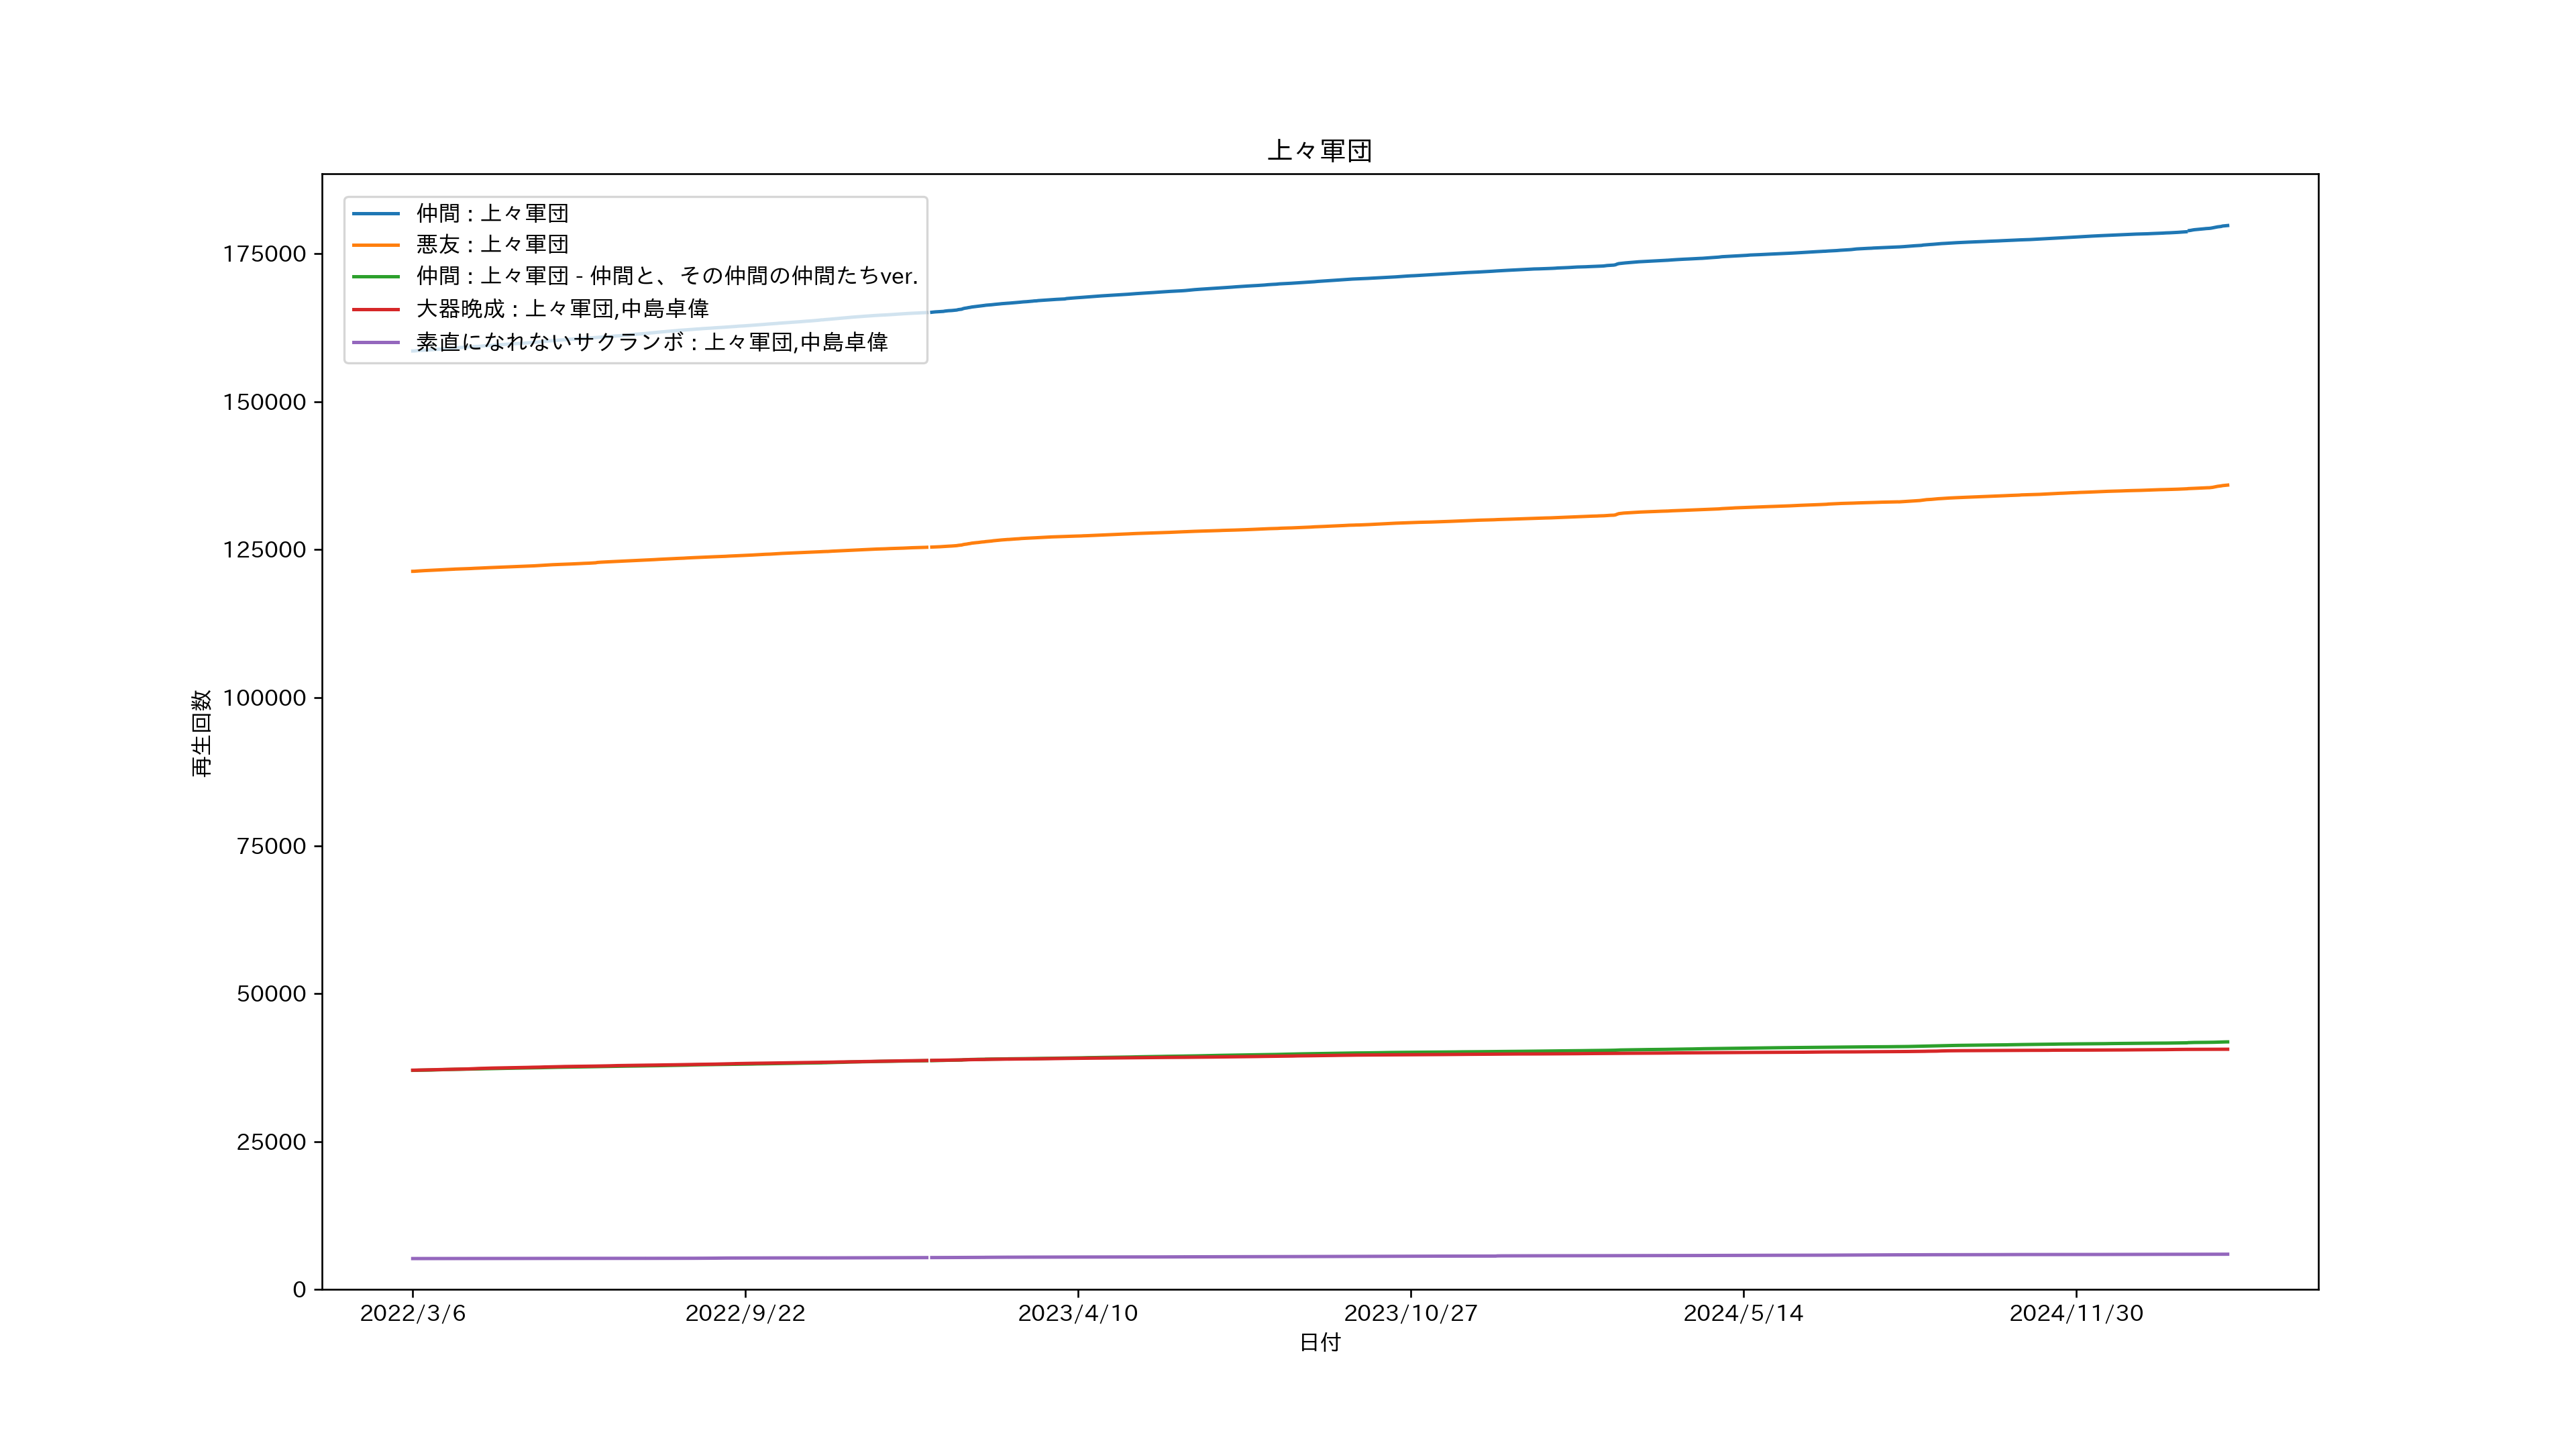 上々軍団
仲間 : 上々軍団
悪友 : 上々軍団
仲間 : 上々軍団 - 仲間と、その仲間の仲間たちver.
大器晩成 : 上々軍団,中島卓偉
素直になれないサクランボ : 上々軍団,中島卓偉
175000
150000
125000
100000
75000
50000
25000
0
再生回数
2022/3/6 2022/9/22 2023/4/10 2023/10/27 2024/5/14 2024/11/30
日付